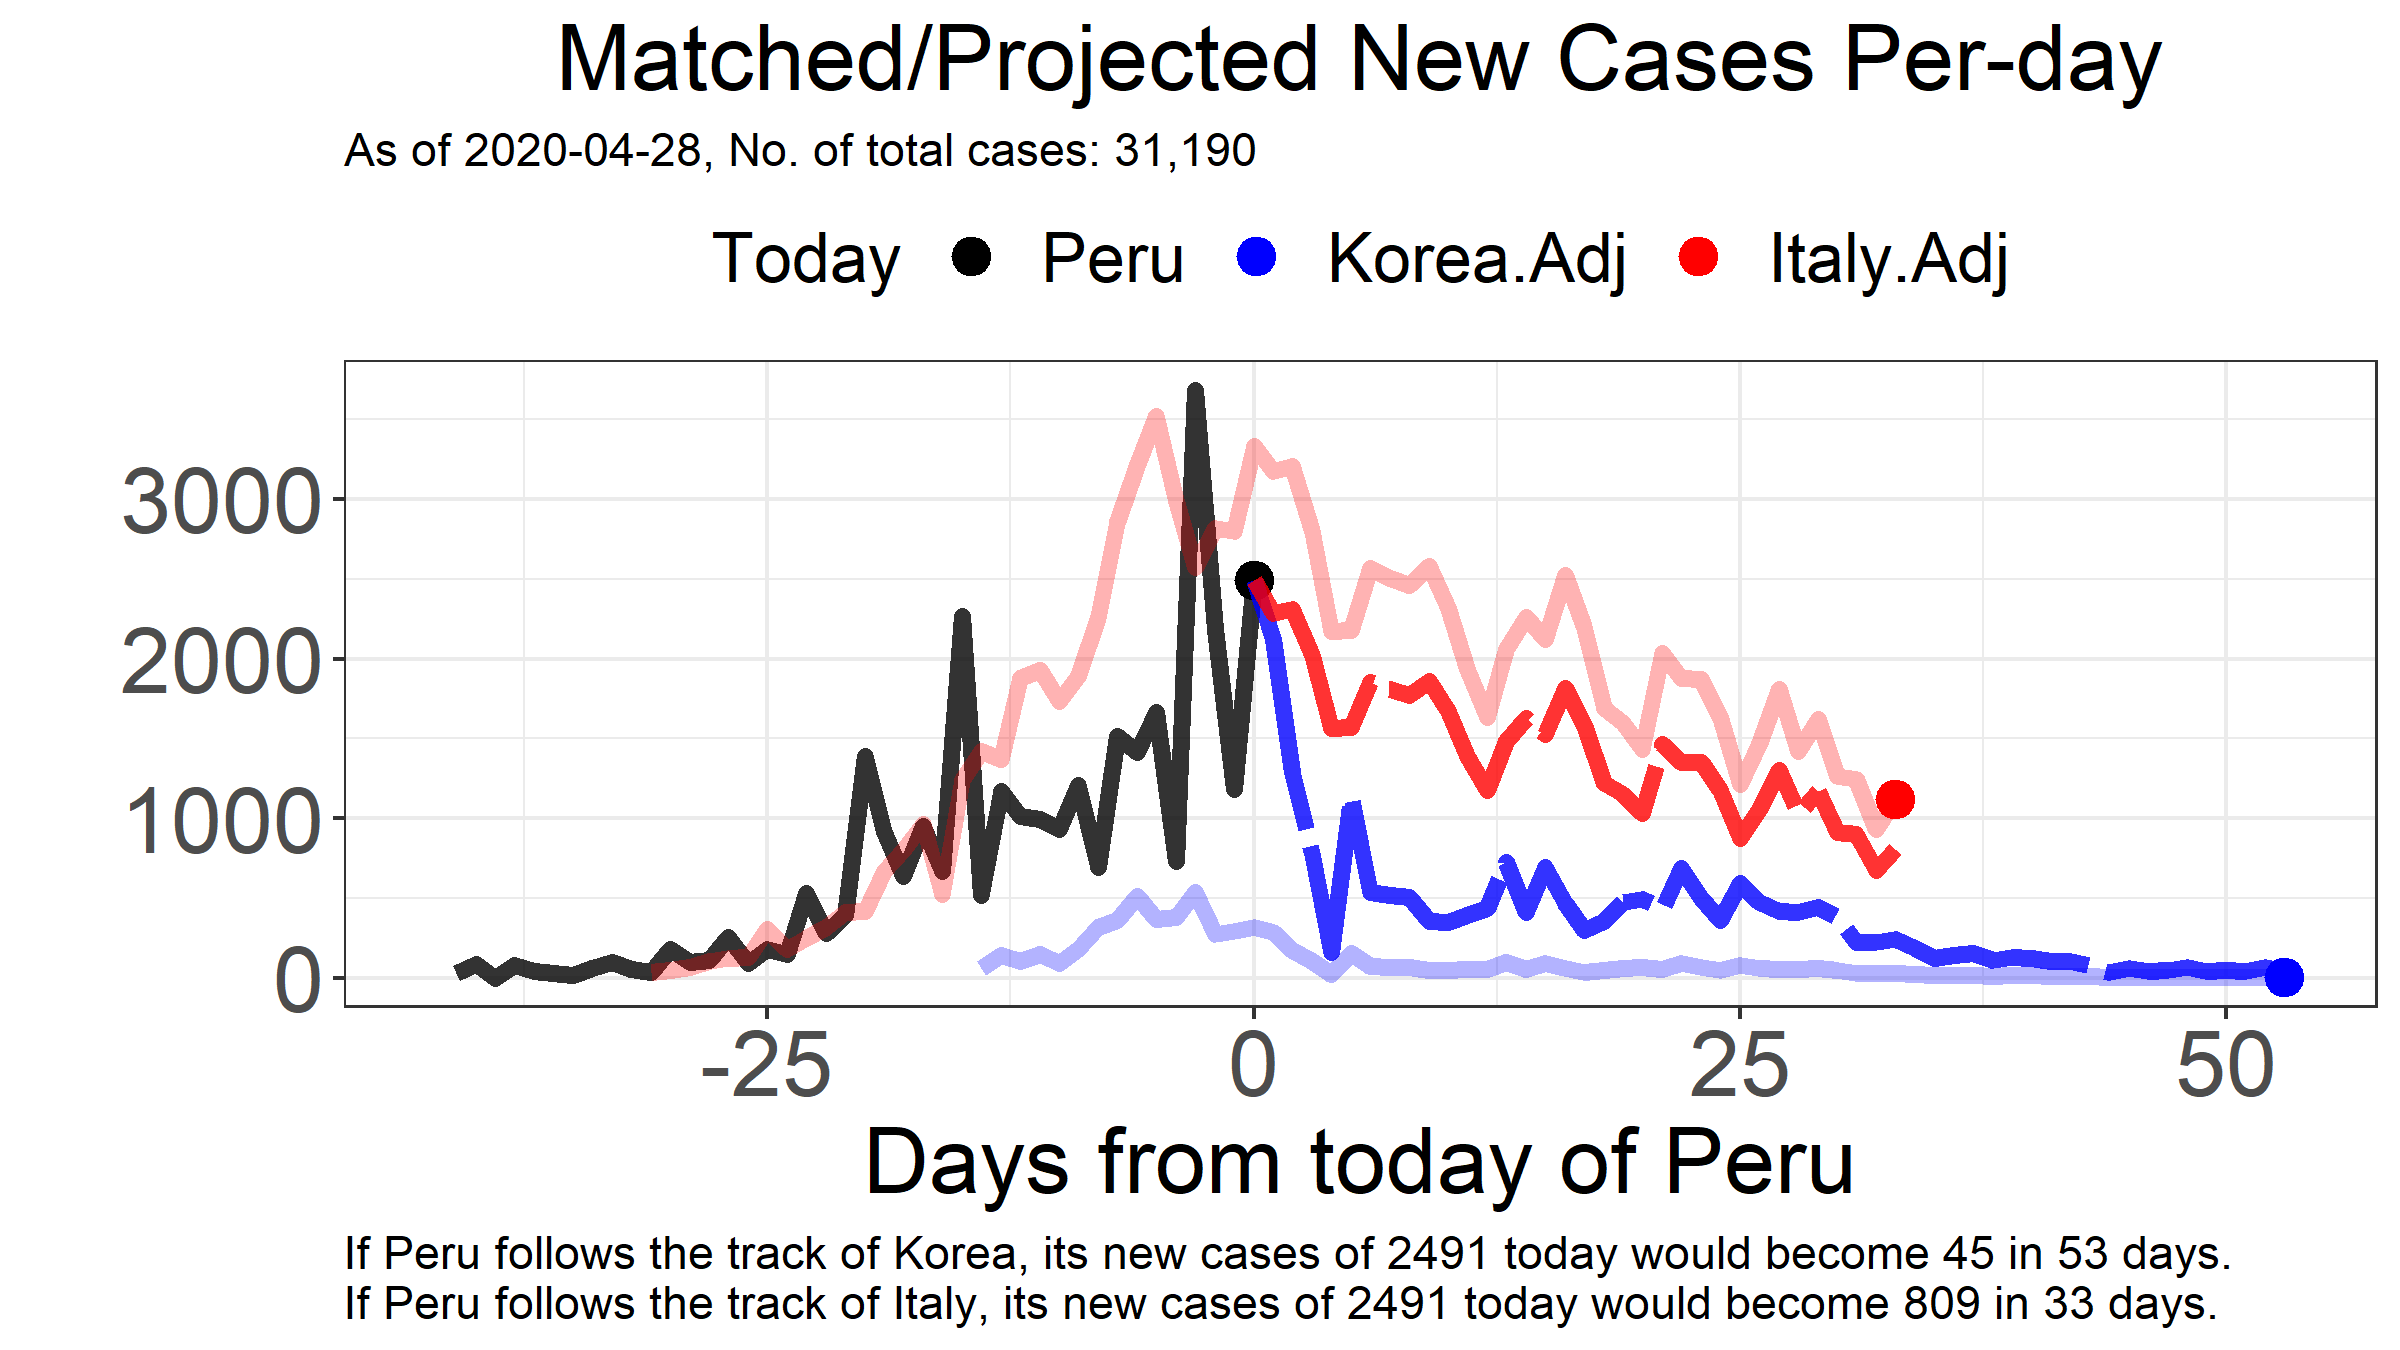 Matched/Projected New Cases Per-day
As of 2020-04-28, No. of total cases: 31,190
Today Peru Korea.Adj Italy.Adj
3000
2000
1000
0
-25 0 25 50
Days from today of Peru
If Peru follows the track of Korea, its new cases of 2491 today would become 45 in 53 days.
If Peru follows the track of Italy, its new cases of 2491 today would become 809 in 33 days.